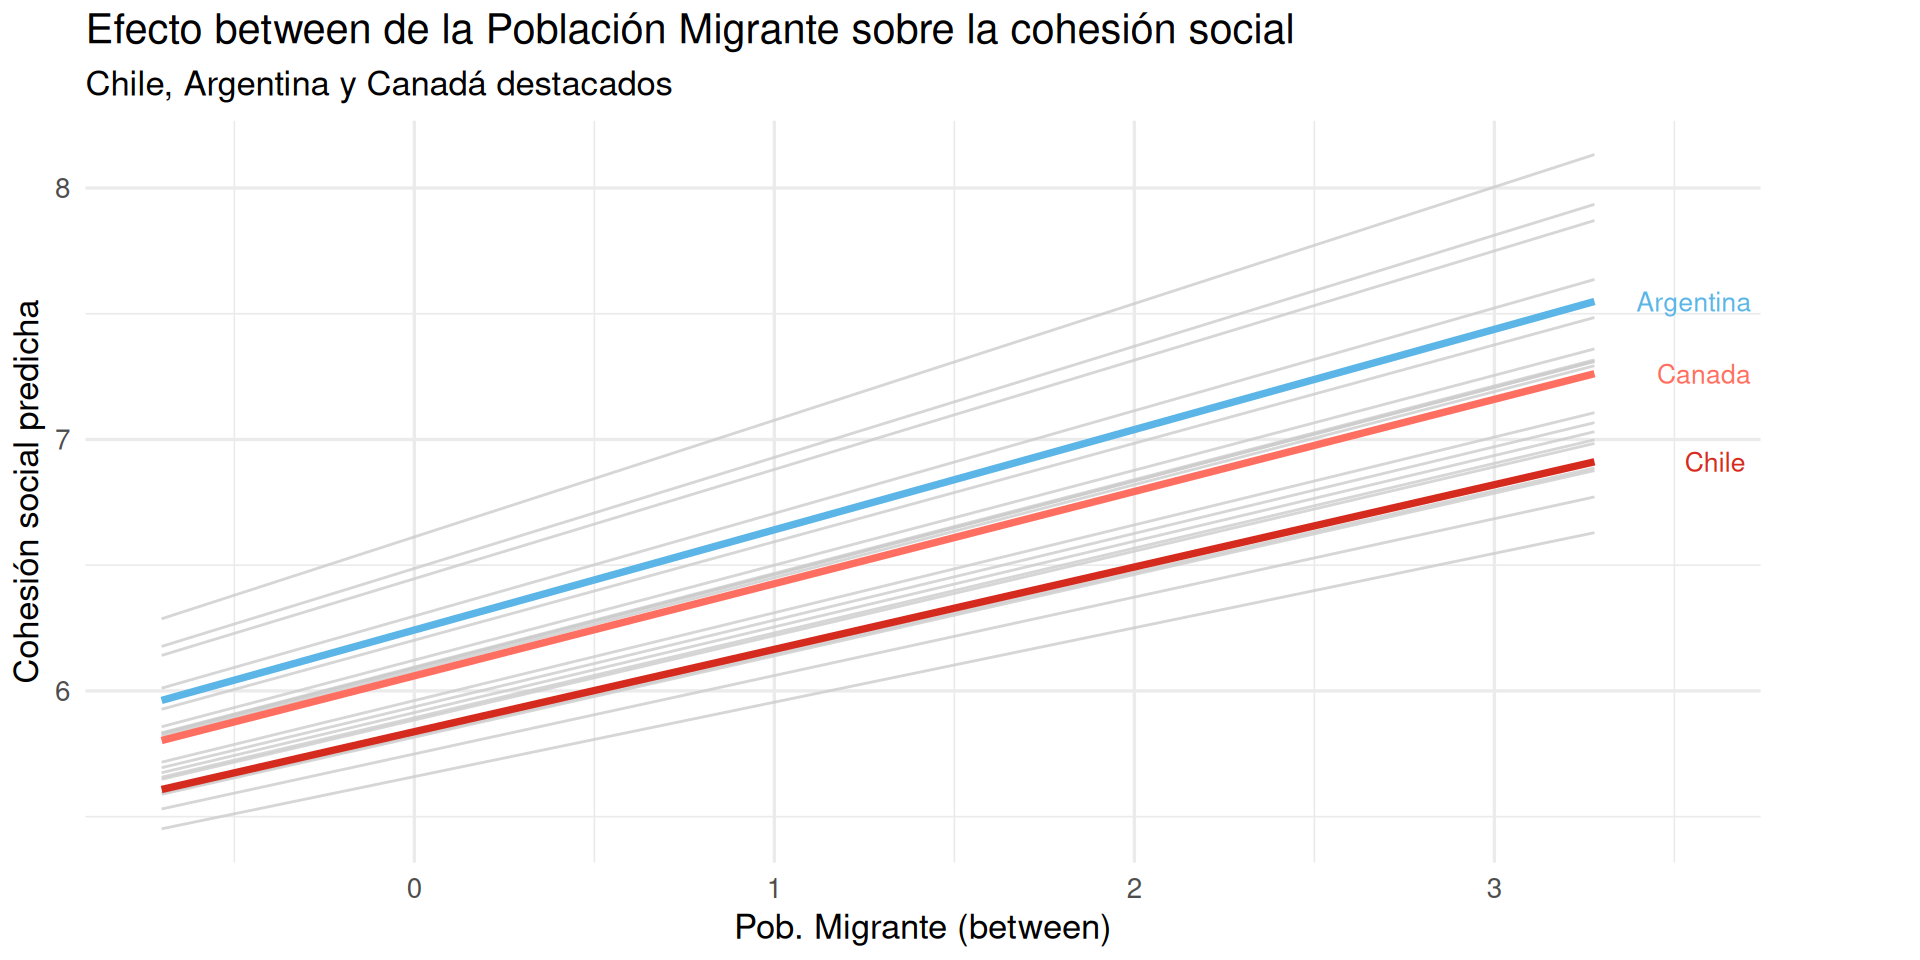 Efecto between de la Población Migrante sobre la cohesión social
Chile, Argentina y Canadá destacados
Cohesión social predicha
8
7
6
Argentina
Canada
Chile
0 1 2 3
Pob. Migrante (between)